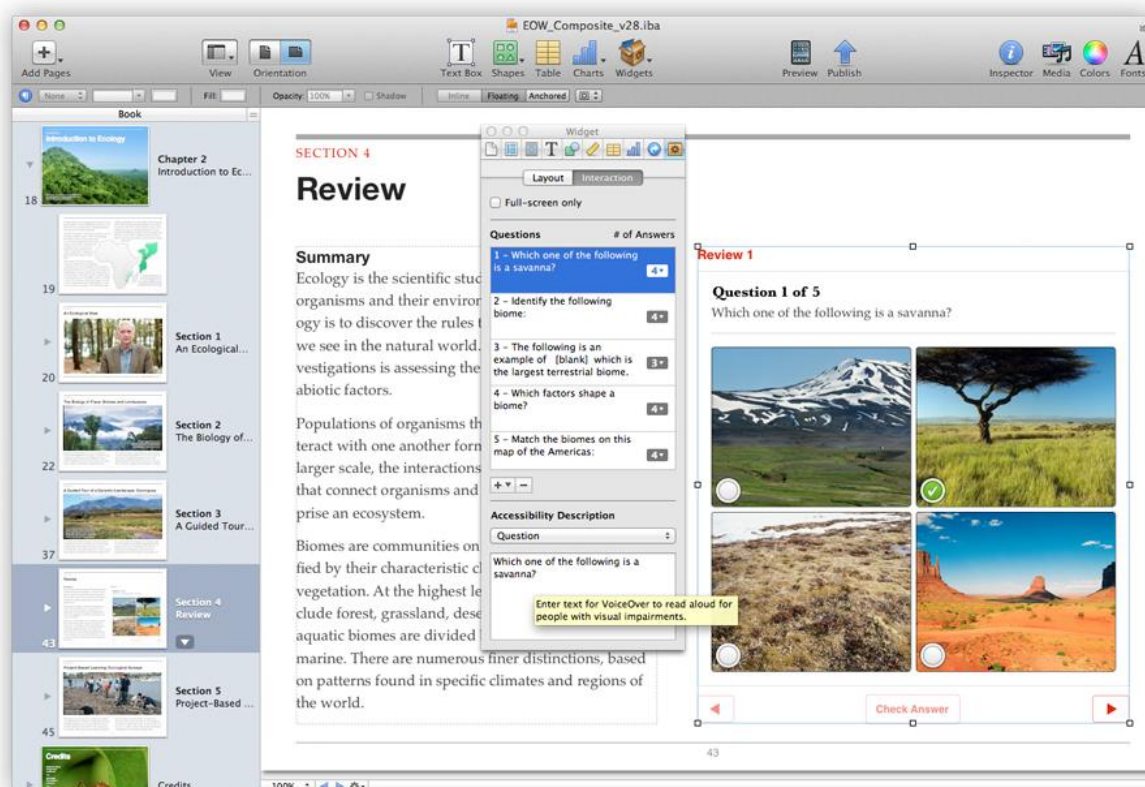 EOW_Composite_v28.iba
Add Pages
View
Orientation
Text Box
Shapes
Table
Charts
Widgets
Preview
Publish
Inspector
Media
Colors
Fonts
None
Fill:
Opacity: 100%
Shadow
Inline
Floating
Anchored
Book
Introduction to Ecology
Chapter 2
Introduction to Ec...
18
19
An Ecological View
Section 1
An Ecological...
20
Section 2
The Biology of...
22
Section 3
A Guided Tour...
37
Section 4
Review
43
Section 5
Project-Based ...
45
Credits
Credits
SECTION 4
Review
Summary
Ecology is the scientific
organisms and their
ogy is to discover the rules
we see in the natural world.
vestigations is assessing the
abiotic factors.
Populations of organisms
teract with one another
larger scale, the interactions
that connect organisms and
prise an ecosystem.
Biomes are communities on
fied by their characteristic
vegetation. At the highest
clude forest, grassland,
aquatic biomes are divided
marine. There are numerous finer distinctions, based
on patterns found in specific climates and regions of
the world.
Widget
Layout
Interaction
Full-screen only
Questions
# of Answers
1 - Which one of the following
is a savanna?
4
2 - Identify the following
biome:
4
3 - The following is an
example of [blank] which is
the largest terrestrial biome.
3
4 - Which factors shape a
biome?
4
5 - Match the biomes on this
map of the Americas:
4
Accessibility Description
Question
Which one of the following is a
savanna?
Enter text for VoiceOver to read aloud for
people with visual impairments.
Review 1
Question 1 of 5
Which one of the following is a savanna?
Check Answer
43
100%